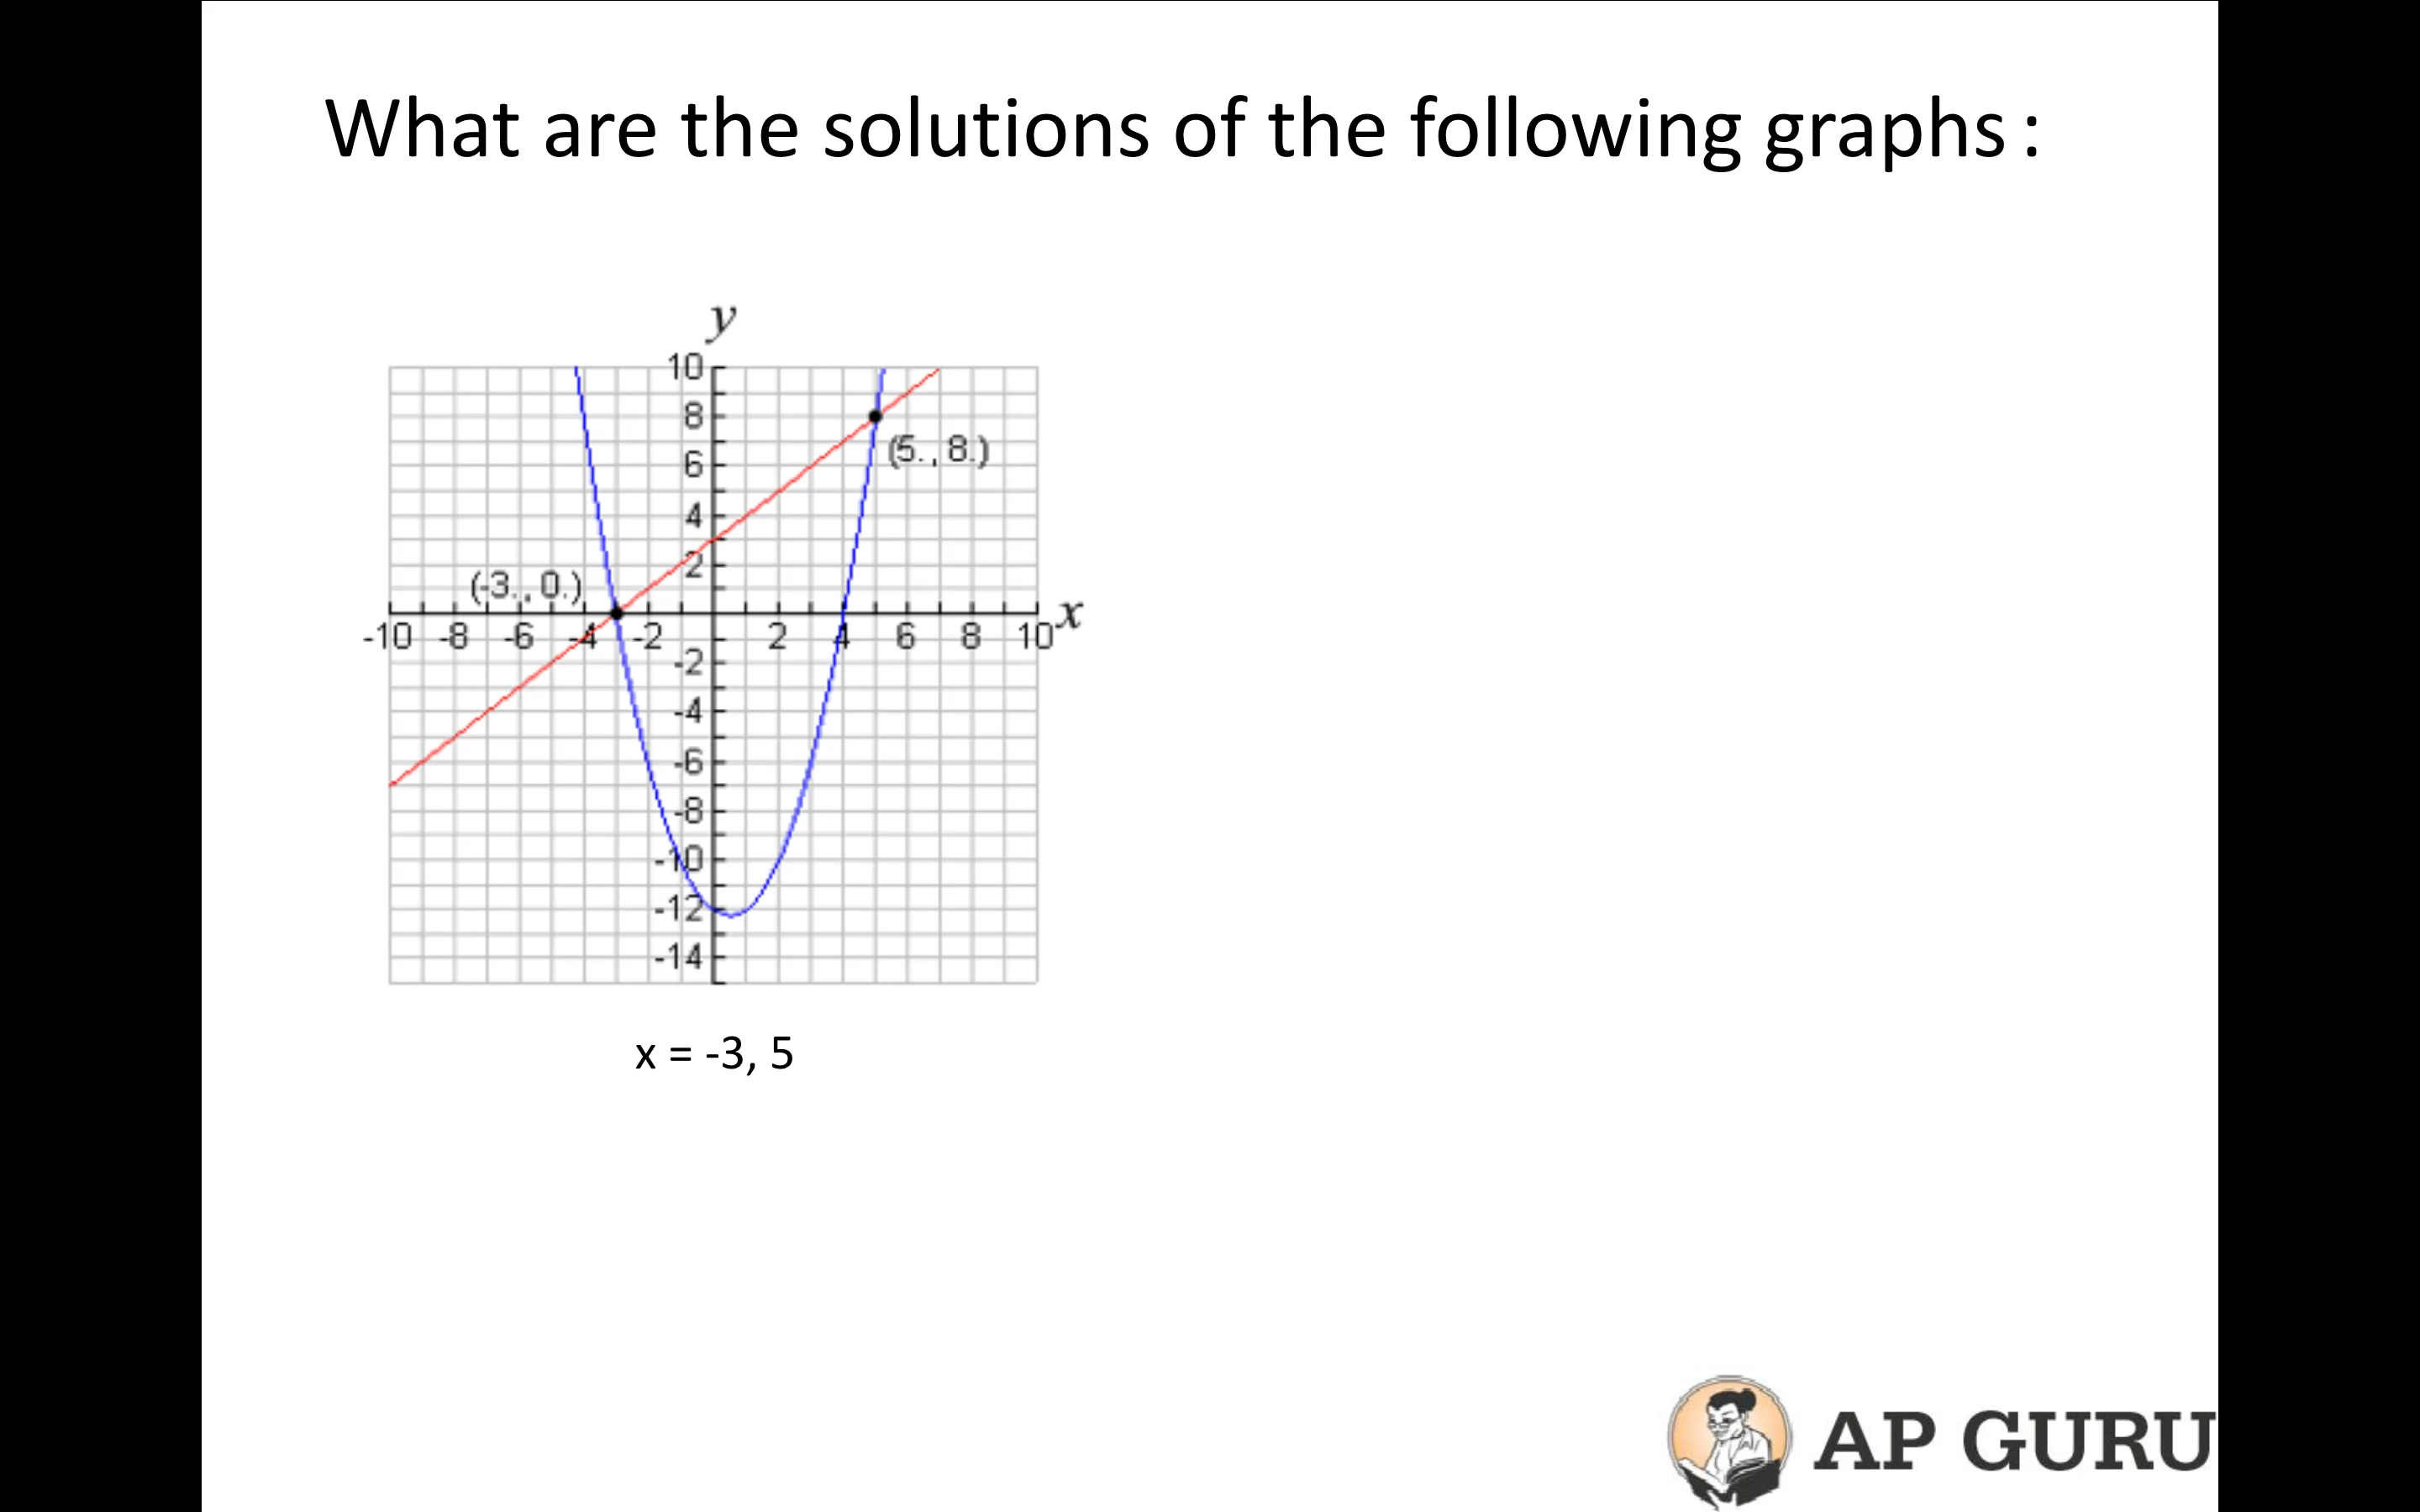 What are the solutions of the following graphs :
y
10
8
(5. , 8.)
6
4
2
(-3. , 0.)
x
-10 -8 -6 -4 -2 2 4 6 8 10
-2
-4
-6
-8
-10
-12
-14
x = -3, 5
AP GURU